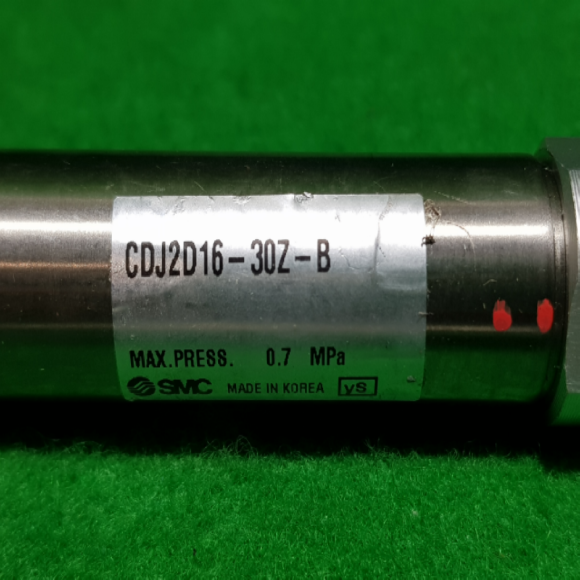 CDJ2D16-30Z-B
MAX.PRESS. 0.7 MPa
SMC MADE IN KOREA yS